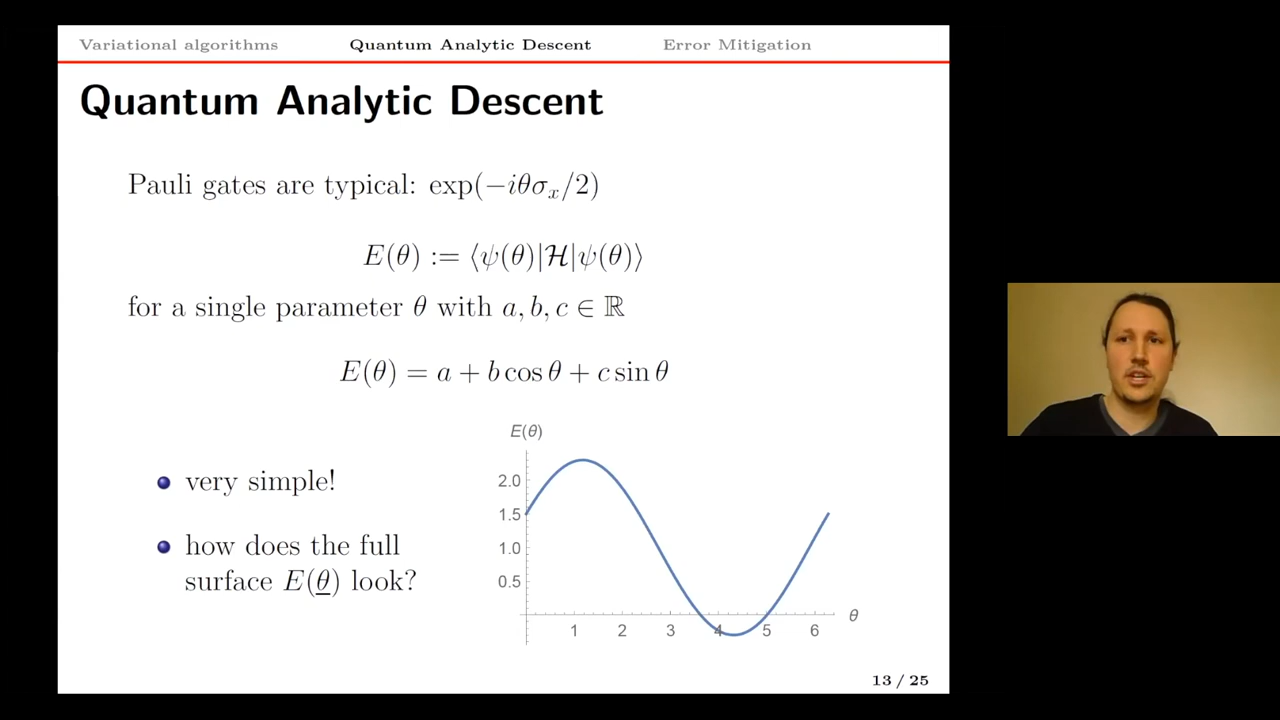 Variational algorithms Quantum Analytic Descent Error Mitigation
Quantum Analytic Descent
Pauli gates are typical: exp(−iθσₓ/2)
E(θ) := ⟨ψ(θ)|ℋ|ψ(θ)⟩
for a single parameter θ with a, b, c ∈ ℝ
E(θ) = a + b cos θ + c sin θ
very simple!
how does the full
surface E(θ̲) look?
E(θ)
2.0
1.5
1.0
0.5
1 2 3 4 5 6 θ
13 / 25